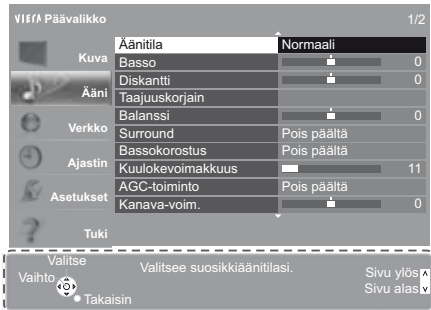 VIErA Päävalikko 1/2
Kuva
Ääni
Verkko
Ajastin
Asetukset
Tuki
Äänitila Normaali
Basso 0
Diskantti 0
Taajuuskorjain
Balanssi 0
Surround Pois päältä
Bassokorostus Pois päältä
Kuulokevoimakkuus 11
AGC-toiminto Pois päältä
Kanava-voim. 0
Valitse
Vaihto
Takaisin
Valitsee suosikkiäänitilasi.
Sivu ylös
Sivu alas